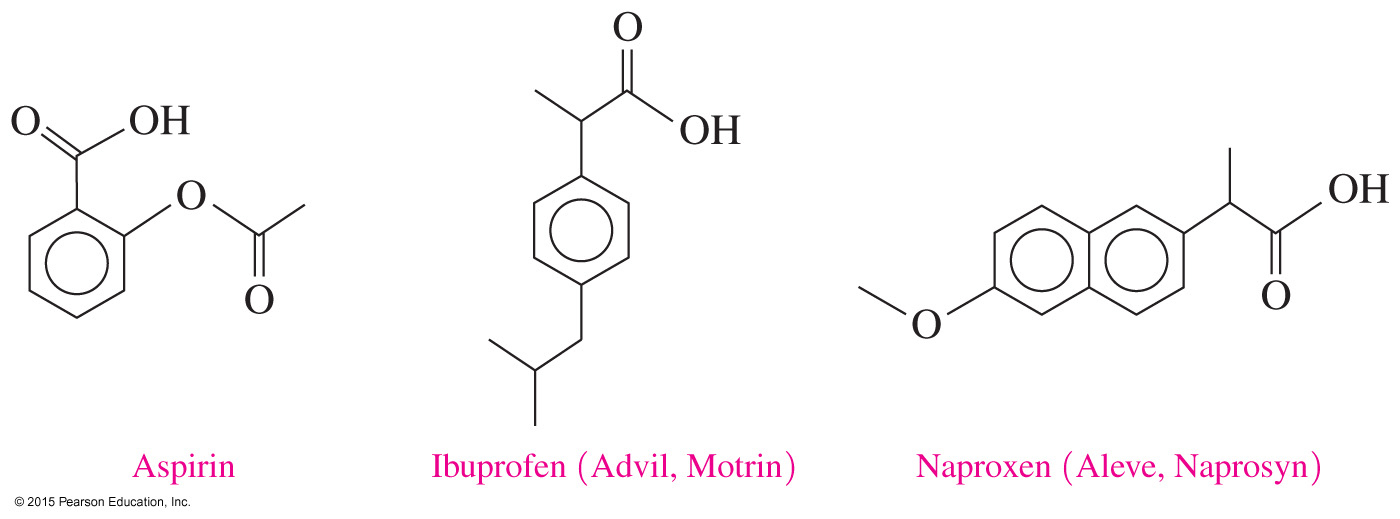 O
OH
O
O
O
OH
OH
O
O
Aspirin
Ibuprofen (Advil, Motrin)
Naproxen (Aleve, Naprosyn)
© 2015 Pearson Education, Inc.